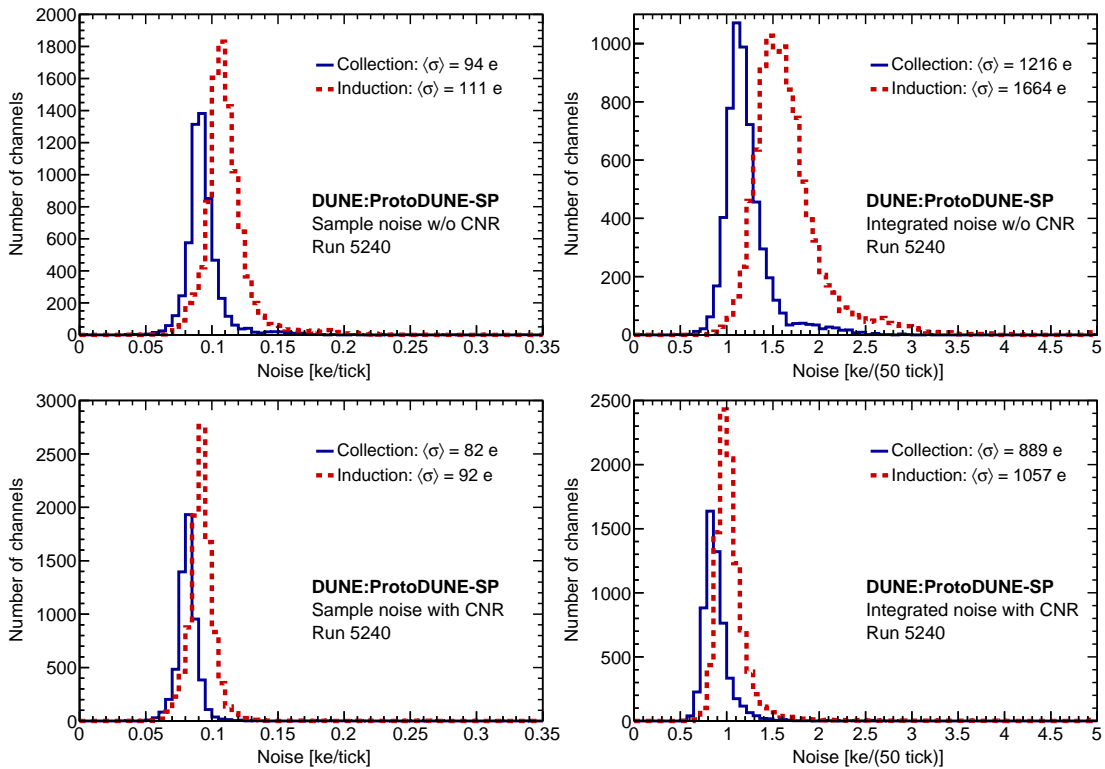 2000
1800
1600
1400
1200
1000
800
600
400
200
0
Number of channels
Collection: ⟨σ⟩ = 94 e
Induction: ⟨σ⟩ = 111 e
DUNE:ProtoDUNE-SP
Sample noise w/o CNR
Run 5240
0 0.05 0.1 0.15 0.2 0.25 0.3 0.35
Noise [ke/tick]
1000
800
600
400
200
0
Number of channels
Collection: ⟨σ⟩ = 1216 e
Induction: ⟨σ⟩ = 1664 e
DUNE:ProtoDUNE-SP
Integrated noise w/o CNR
Run 5240
0 0.5 1 1.5 2 2.5 3 3.5 4 4.5 5
Noise [ke/(50 tick)]
3000
2500
2000
1500
1000
500
0
Number of channels
Collection: ⟨σ⟩ = 82 e
Induction: ⟨σ⟩ = 92 e
DUNE:ProtoDUNE-SP
Sample noise with CNR
Run 5240
0 0.05 0.1 0.15 0.2 0.25 0.3 0.35
Noise [ke/tick]
2500
2000
1500
1000
500
0
Number of channels
Collection: ⟨σ⟩ = 889 e
Induction: ⟨σ⟩ = 1057 e
DUNE:ProtoDUNE-SP
Integrated noise with CNR
Run 5240
0 0.5 1 1.5 2 2.5 3 3.5 4 4.5 5
Noise [ke/(50 tick)]